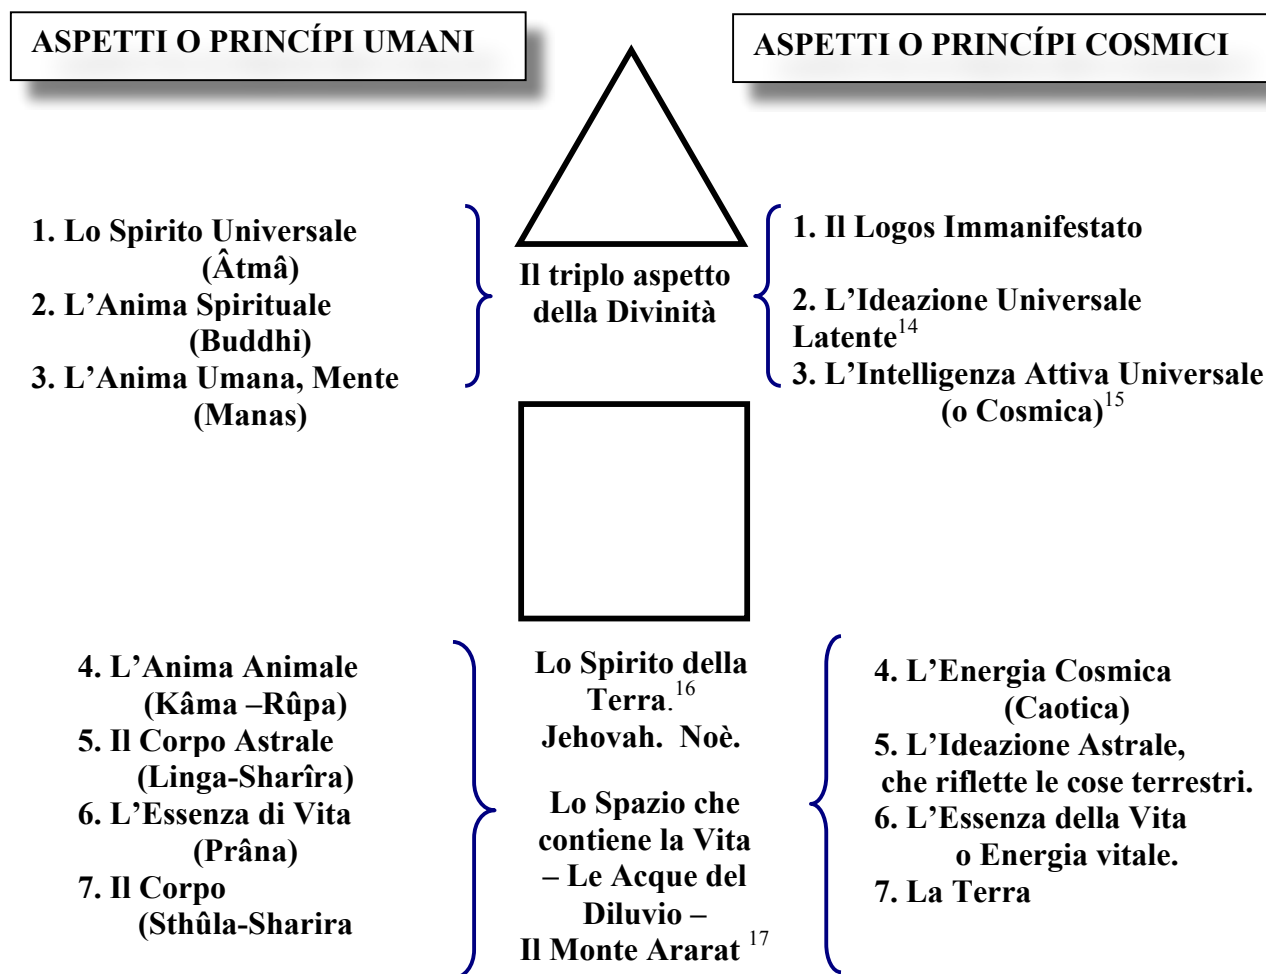 ASPETTI O PRINCÍPI UMANI
ASPETTI O PRINCÍPI COSMICI
1. Lo Spirito Universale
(Âtmâ)
2. L’Anima Spirituale
(Buddhi)
3. L’Anima Umana, Mente
(Manas)
Il triplo aspetto
della Divinità
1. Il Logos Immanifestato
2. L’Ideazione Universale
Latente14
3. L’Intelligenza Attiva Universale
(o Cosmica)15
4. L’Anima Animale
(Kâma –Rûpa)
5. Il Corpo Astrale
(Linga-Sharîra)
6. L’Essenza di Vita
(Prâna)
7. Il Corpo
(Sthûla-Sharira
Lo Spirito della
Terra.16
Jehovah. Noè.
Lo Spazio che
contiene la Vita
– Le Acque del
Diluvio –
Il Monte Ararat 17
4. L’Energia Cosmica
(Caotica)
5. L’Ideazione Astrale,
che riflette le cose terrestri.
6. L’Essenza della Vita
o Energia vitale.
7. La Terra